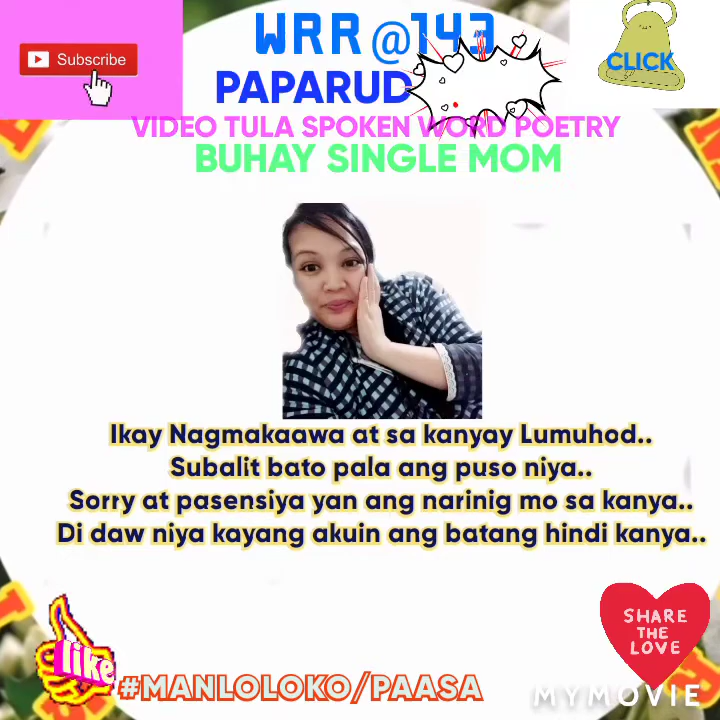 Subscribe
WRR @143
CLICK
PAPARUD
VIDEO TULA SPOKEN WORD POETRY
BUHAY SINGLE MOM
Ikay Nagmakaawa at sa kanyay Lumuhod..
Subalit bato pala ang puso niya..
Sorry at pasensiya yan ang narinig mo sa kanya..
Di daw niya kayang akuin ang batang hindi kanya..
SHARE
THE
LOVE
like
#MANLOLOKO/PAASA
MYMOVIE